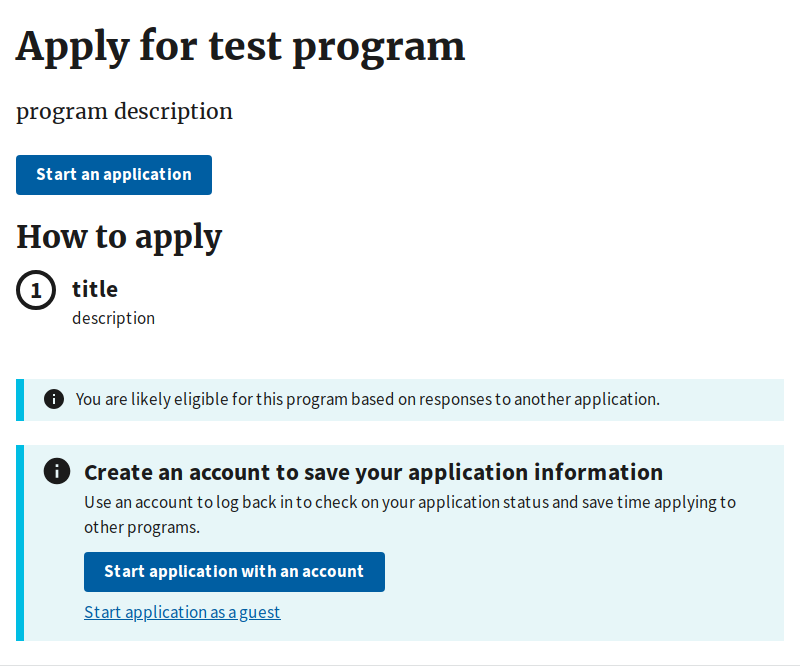 Apply for test program
program description
Start an application
How to apply
1 title
description
You are likely eligible for this program based on responses to another application.
Create an account to save your application information
Use an account to log back in to check on your application status and save time applying to
other programs.
Start application with an account
Start application as a guest